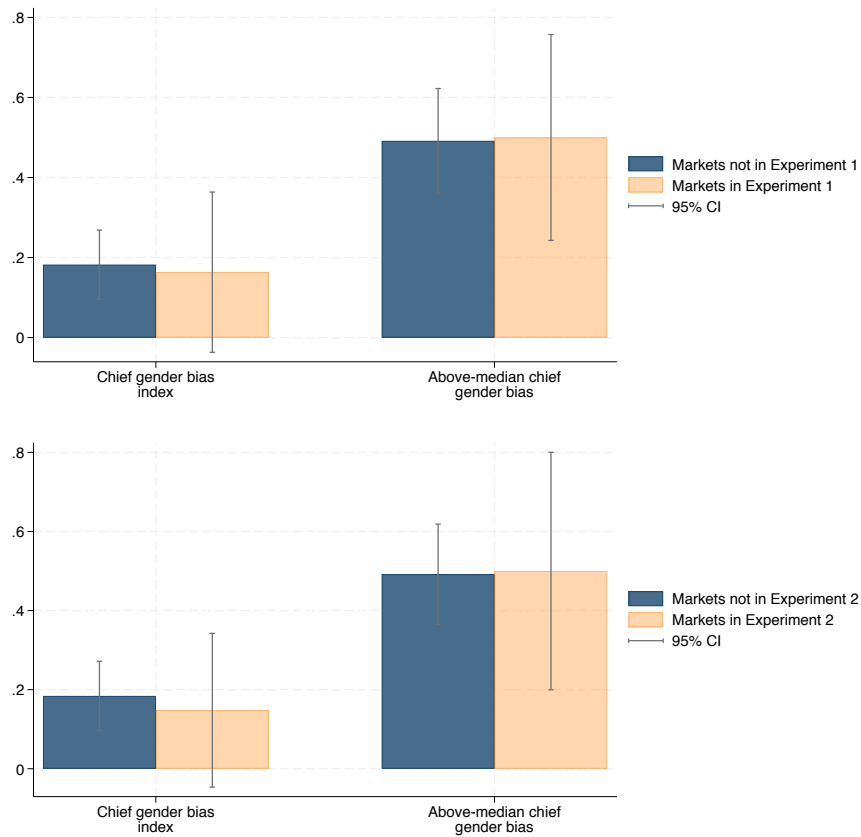 .8
.6
.4
.2
0
Chief gender bias
index
Above-median chief
gender bias
Markets not in Experiment 1
Markets in Experiment 1
95% CI
.8
.6
.4
.2
0
Chief gender bias
index
Above-median chief
gender bias
Markets not in Experiment 2
Markets in Experiment 2
95% CI